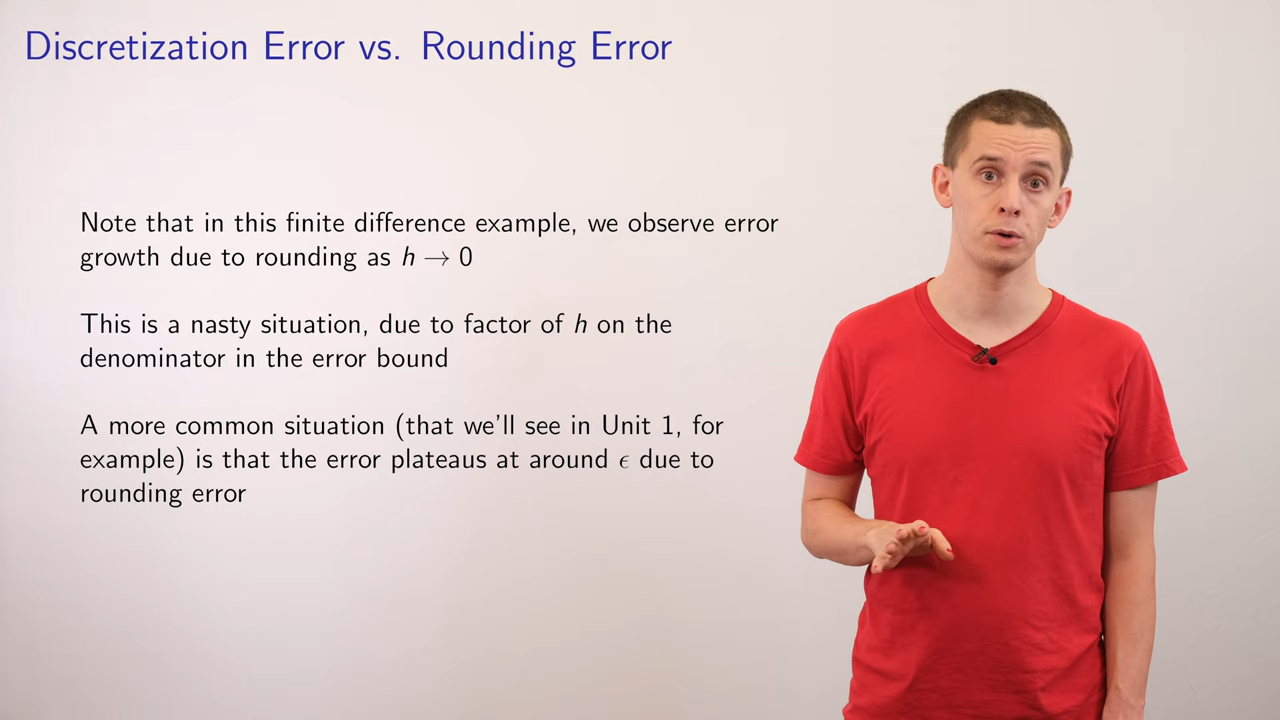 Discretization Error vs. Rounding Error
Note that in this finite difference example, we observe error
growth due to rounding as h → 0
This is a nasty situation, due to factor of h on the
denominator in the error bound
A more common situation (that we'll see in Unit 1, for
example) is that the error plateaus at around ϵ due to
rounding error